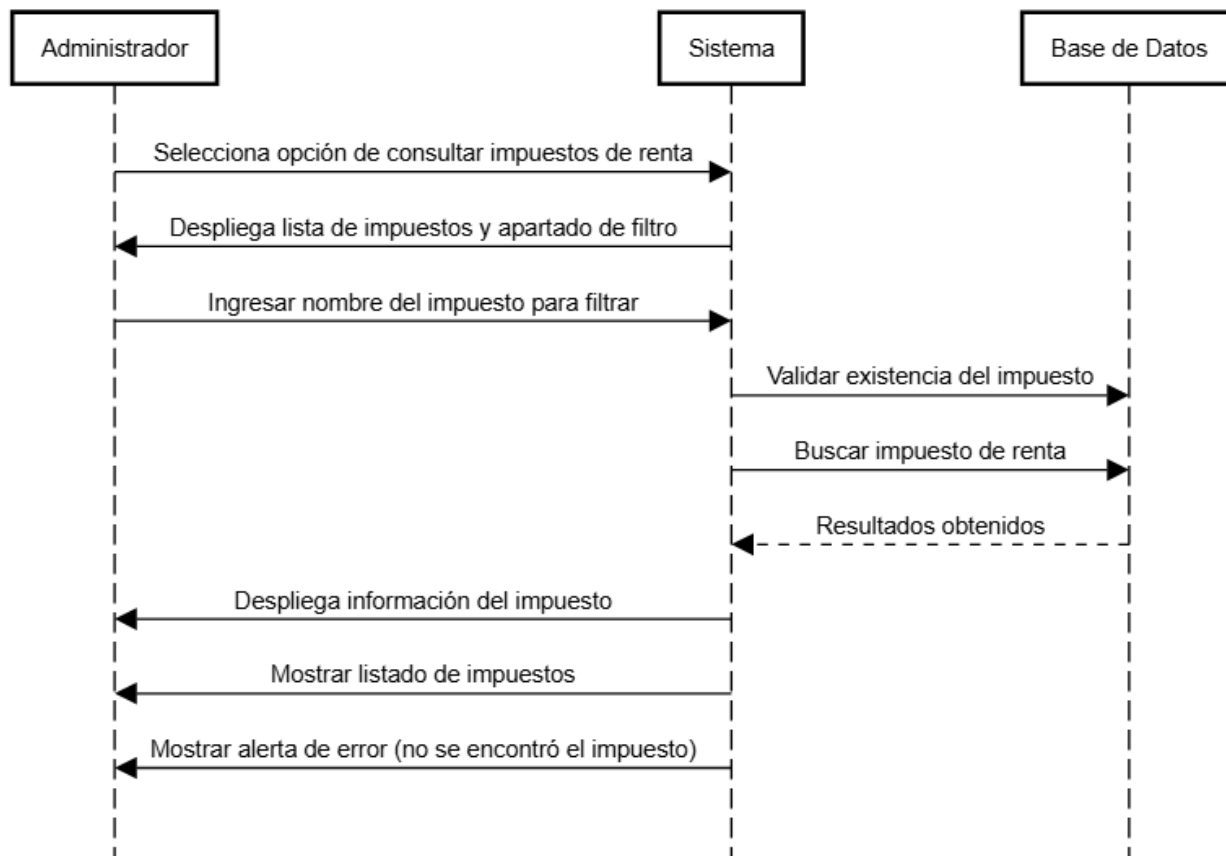 Administrador
Sistema
Base de Datos
Selecciona opción de consultar impuestos de renta
Despliega lista de impuestos y apartado de filtro
Ingresar nombre del impuesto para filtrar
Validar existencia del impuesto
Buscar impuesto de renta
Resultados obtenidos
Despliega información del impuesto
Mostrar listado de impuestos
Mostrar alerta de error (no se encontró el impuesto)